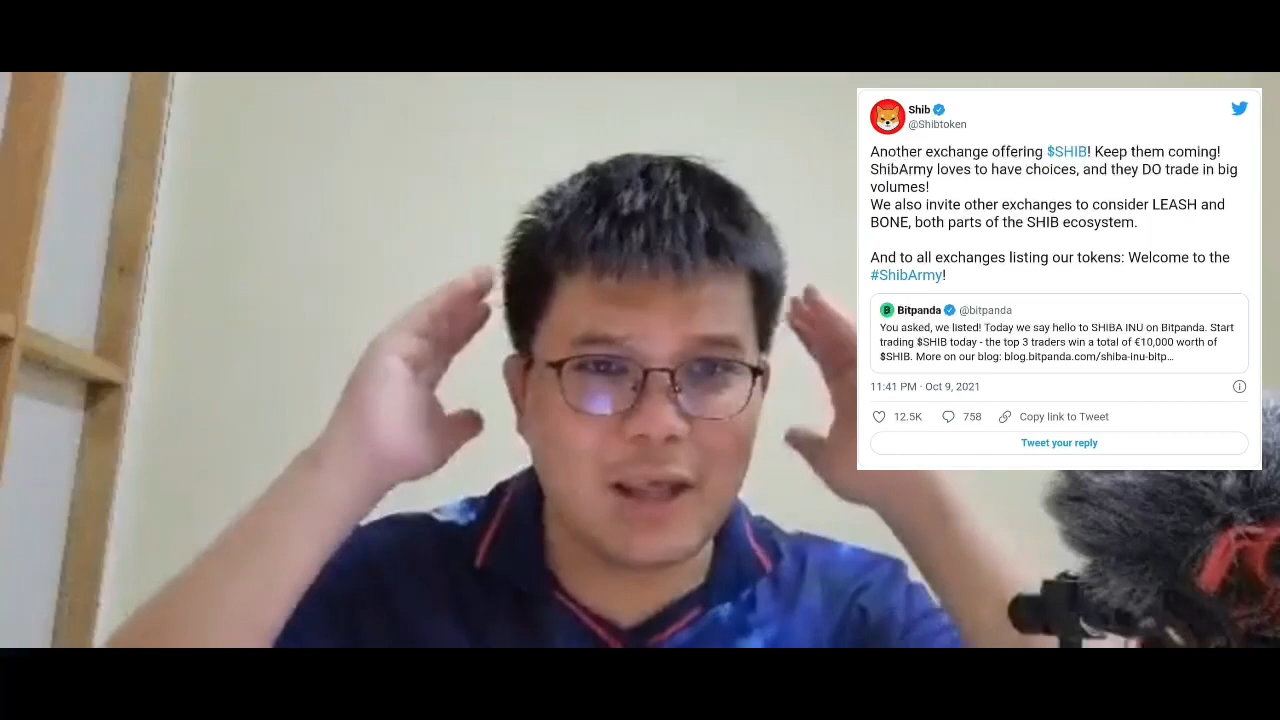 Shib
@Shibtoken
Another exchange offering $SHIB! Keep them coming!
ShibArmy loves to have choices, and they DO trade in big
volumes!
We also invite other exchanges to consider LEASH and
BONE, both parts of the SHIB ecosystem.
And to all exchanges listing our tokens: Welcome to the
#ShibArmy!
Bitpanda @bitpanda
You asked, we listed! Today we say hello to SHIBA INU on Bitpanda. Start
trading $SHIB today - the top 3 traders win a total of €10,000 worth of
$SHIB. More on our blog: blog.bitpanda.com/shiba-inu-bitp...
11:41 PM · Oct 9, 2021
12.5K 758 Copy link to Tweet
Tweet your reply